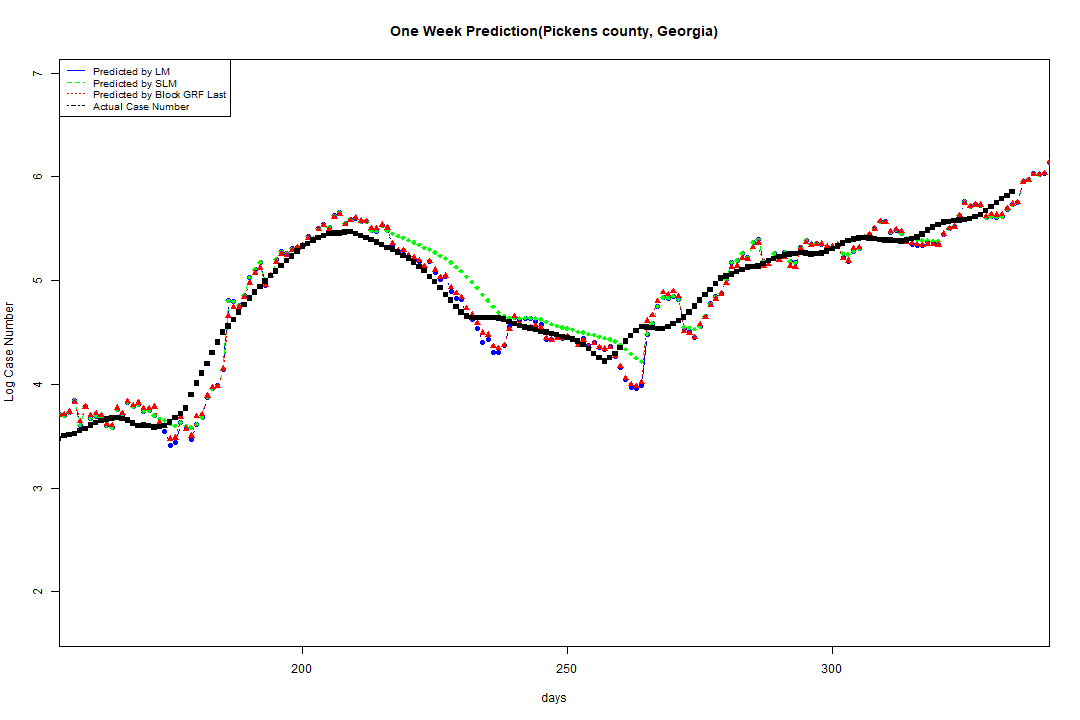 One Week Prediction(Pickens county, Georgia)
Predicted by LM
Predicted by SLM
Predicted by Block GRF Last
Actual Case Number
7
6
5
4
3
2
Log Case Number
200 250 300
days